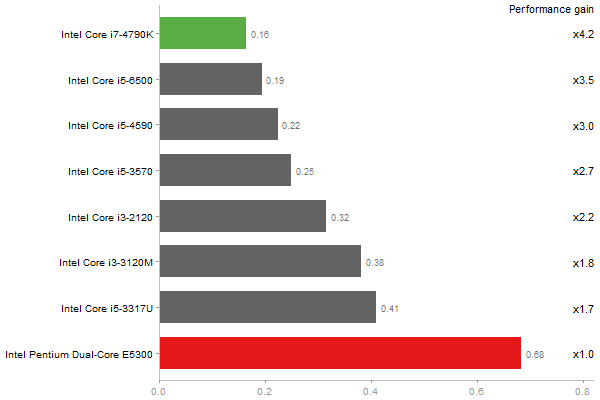 Performance gain
Intel Core i7-4790K 0.16 x4.2
Intel Core i5-6500 0.19 x3.5
Intel Core i5-4590 0.22 x3.0
Intel Core i5-3570 0.25 x2.7
Intel Core i3-2120 0.32 x2.2
Intel Core i3-3120M 0.38 x1.8
Intel Core i5-3317U 0.41 x1.7
Intel Pentium Dual-Core E5300 0.68 x1.0
0.0 0.2 0.4 0.6 0.8